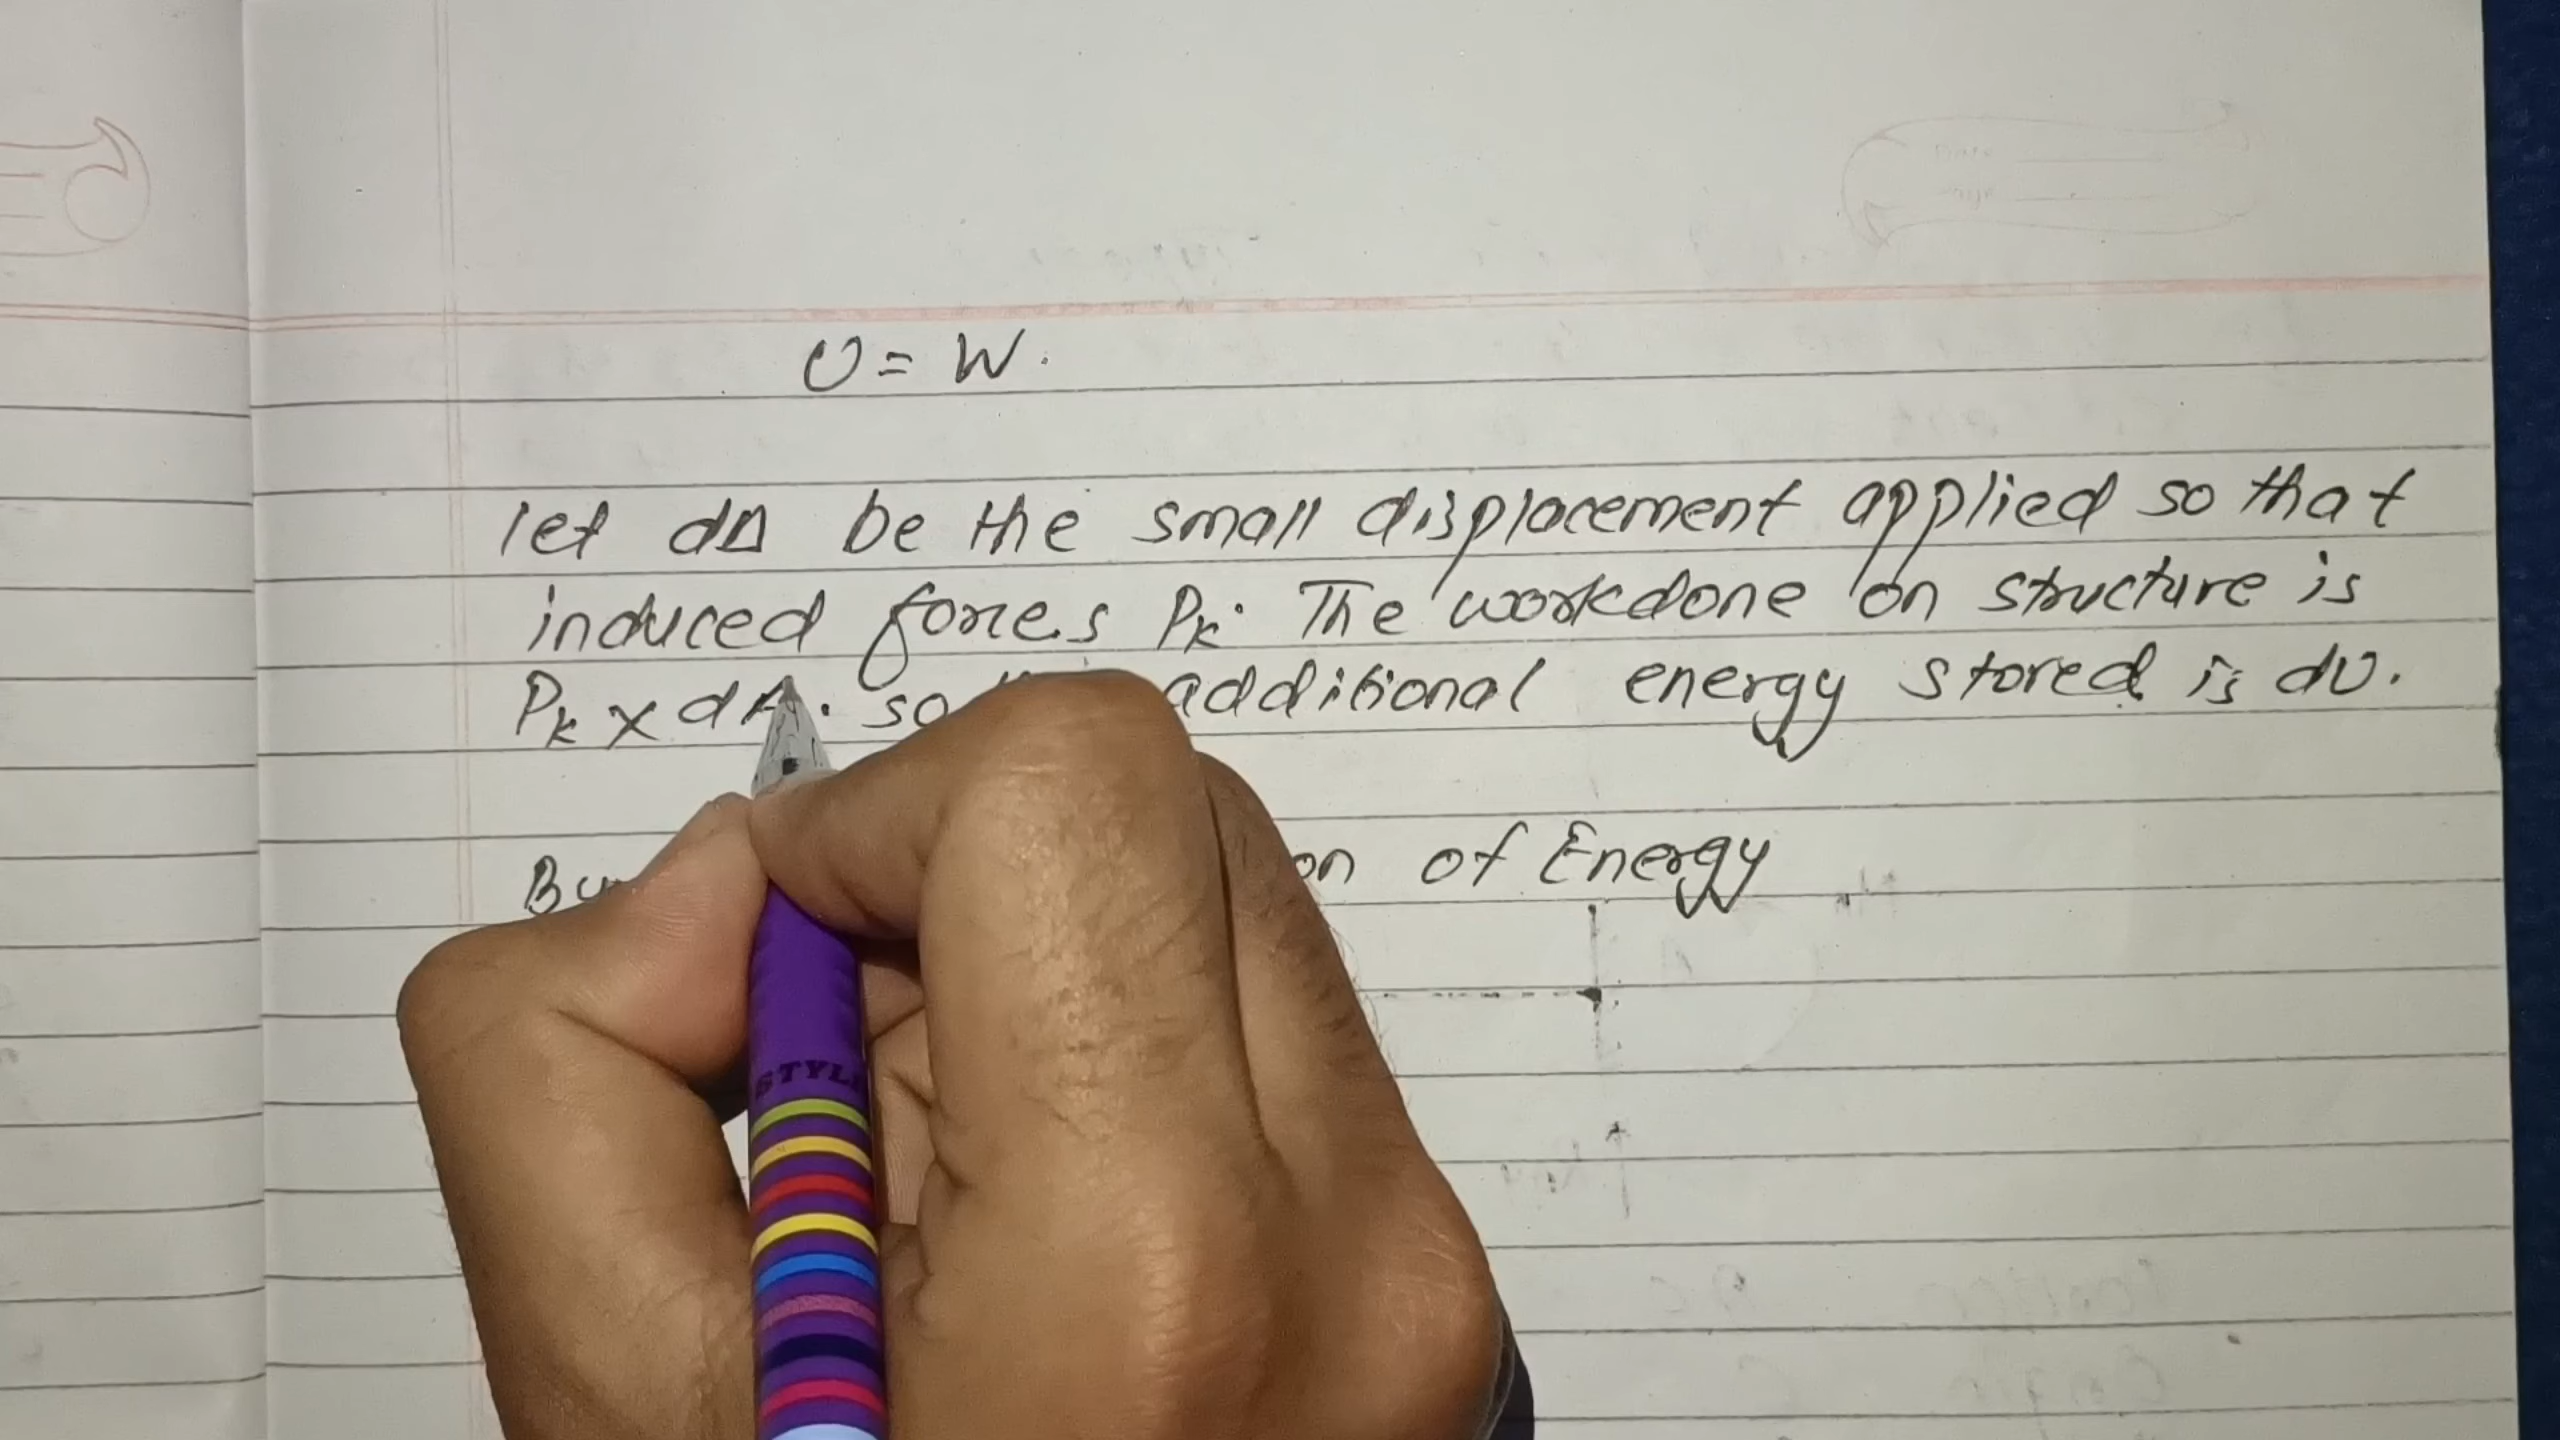 U = W.
let dΔ be the small displacement applied so that
induced forces Pk. The workdone on structure is
Pk x dΔ. so additional energy stored is dU.
of Energy
STYL